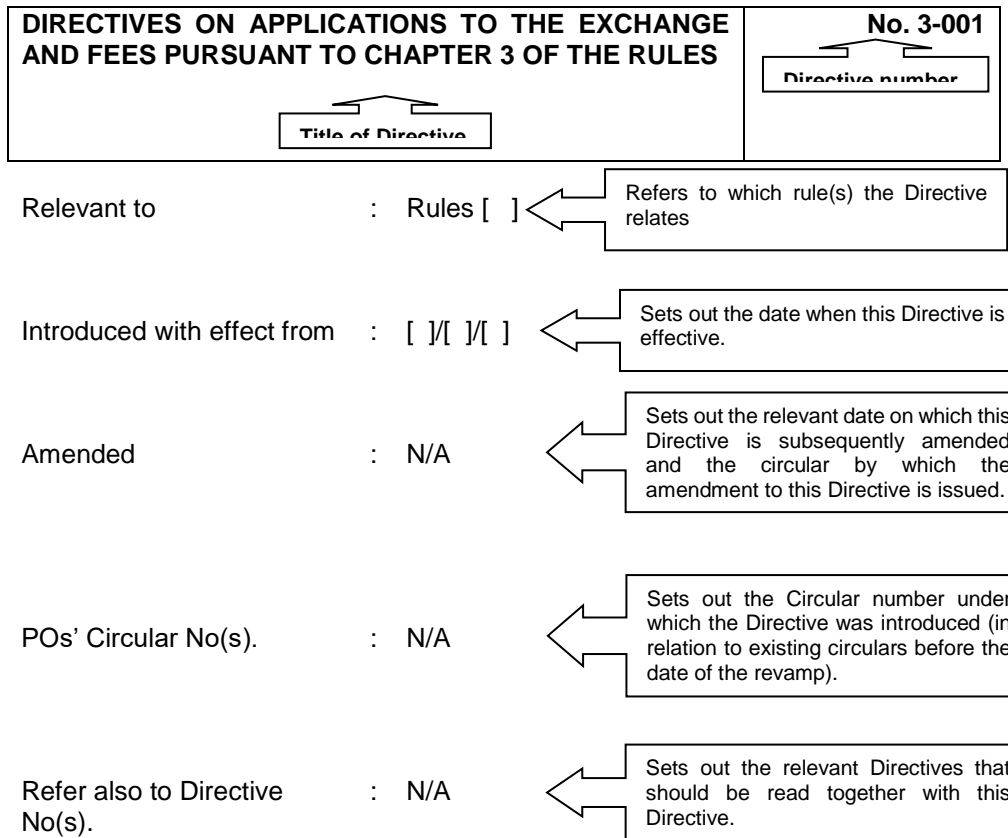 DIRECTIVES ON APPLICATIONS TO THE EXCHANGE
AND FEES PURSUANT TO CHAPTER 3 OF THE RULES
No. 3-001
Directive number
Title of Directive
Relevant to : Rules [ ]
Refers to which rule(s) the Directive
relates
Introduced with effect from : [ ]/[ ]/[ ]
Sets out the date when this Directive is
effective.
Amended : N/A
Sets out the relevant date on which this
Directive is subsequently amended
and the circular by which the
amendment to this Directive is issued.
POs’ Circular No(s). : N/A
Sets out the Circular number under
which the Directive was introduced (in
relation to existing circulars before the
date of the revamp).
Refer also to Directive : N/A
No(s).
Sets out the relevant Directives that
should be read together with this
Directive.